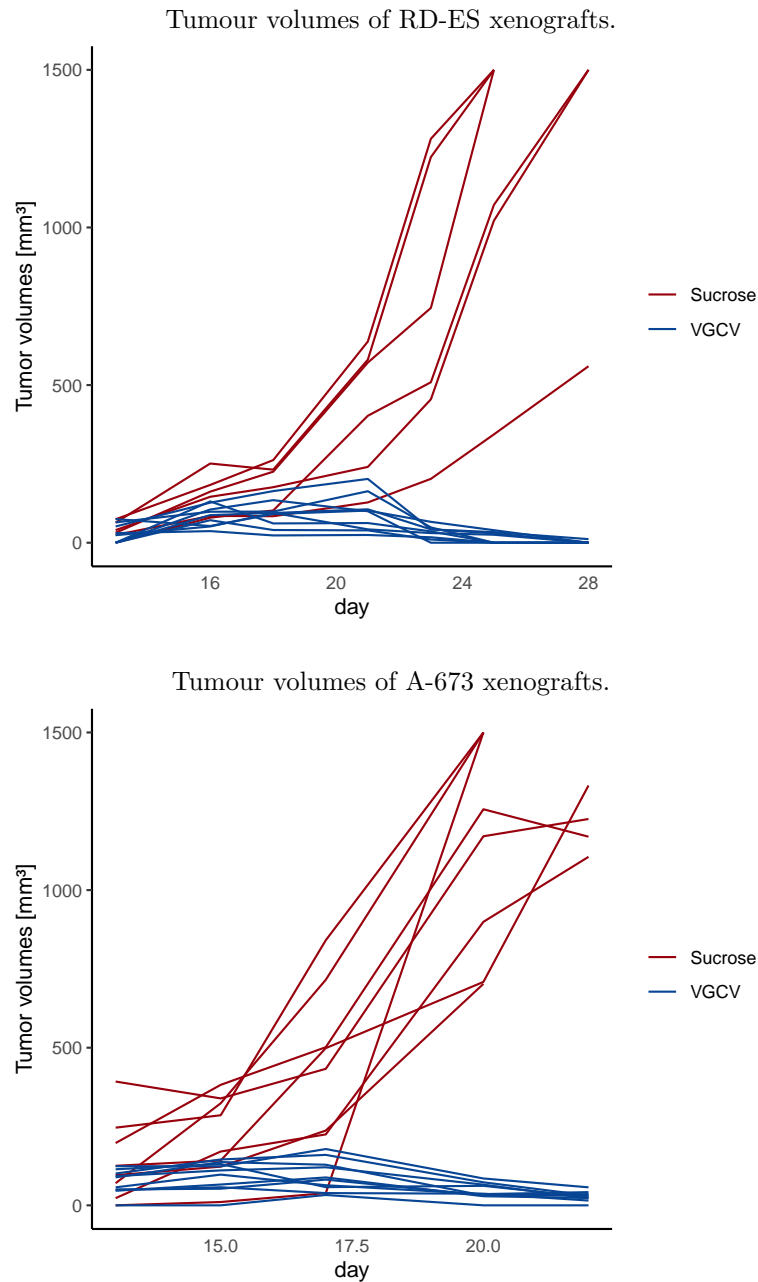 Tumour volumes of RD-ES xenografts.
1500
1000
500
0
Tumor volumes [mm³]
16
20
24
28
day
Sucrose
VGCV
Tumour volumes of A-673 xenografts.
1500
1000
500
0
Tumor volumes [mm³]
15.0
17.5
20.0
day
Sucrose
VGCV